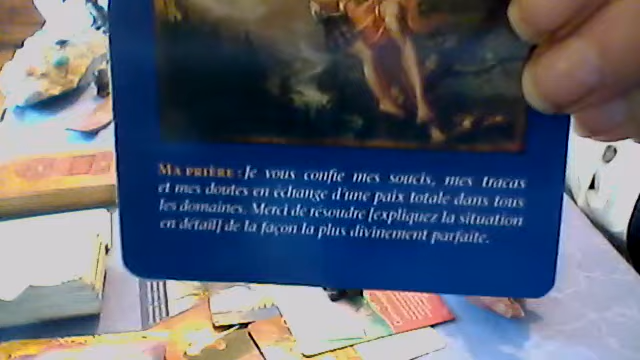 MA PRIÈRE : Je vous confie mes soucis, mes tracas
et mes doutes en échange d'une paix totale dans tous
les domaines. Merci de résoudre [expliquez la situation
en détail] de la façon la plus divinement parfaite.